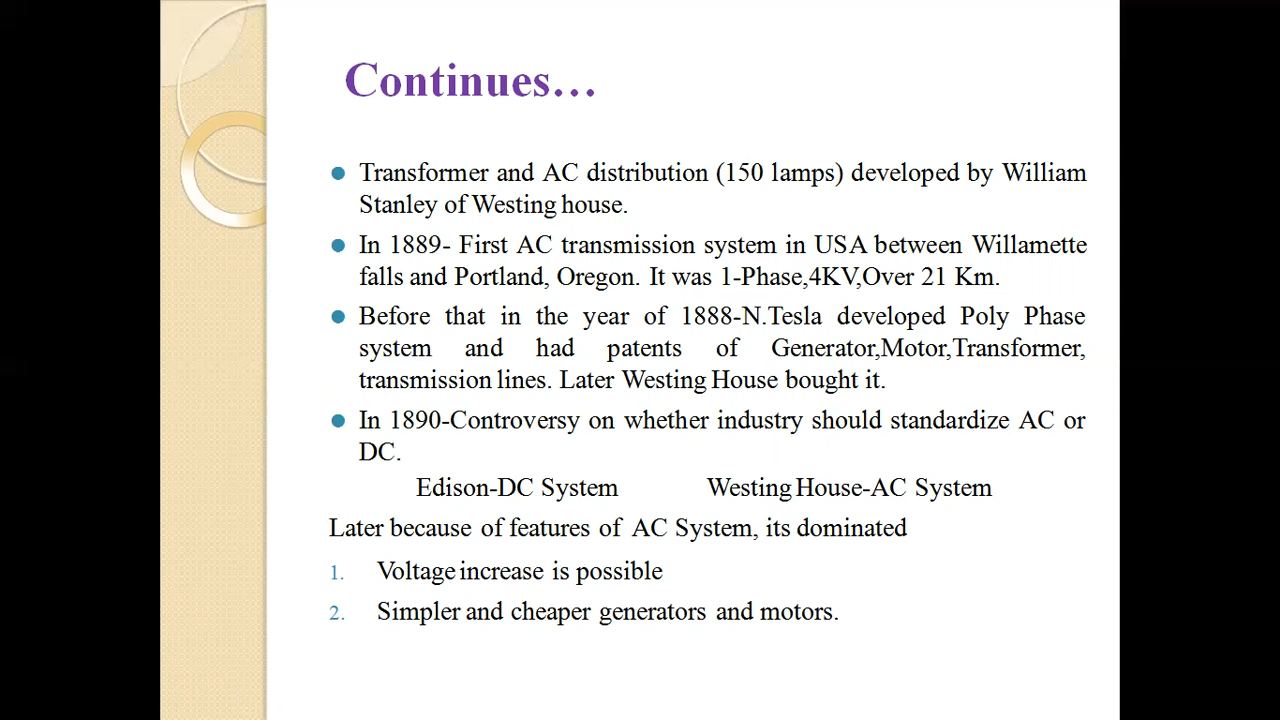 Continues...
Transformer and AC distribution (150 lamps) developed by William
Stanley of Westing house.
In 1889- First AC transmission system in USA between Willamette
falls and Portland, Oregon. It was 1-Phase,4KV,Over 21 Km.
Before that in the year of 1888-N.Tesla developed Poly Phase
system and had patents of Generator,Motor,Transformer,
transmission lines. Later Westing House bought it.
In 1890-Controversy on whether industry should standardize AC or
DC.
Edison-DC System Westing House-AC System
Later because of features of AC System, its dominated
1. Voltage increase is possible
2. Simpler and cheaper generators and motors.